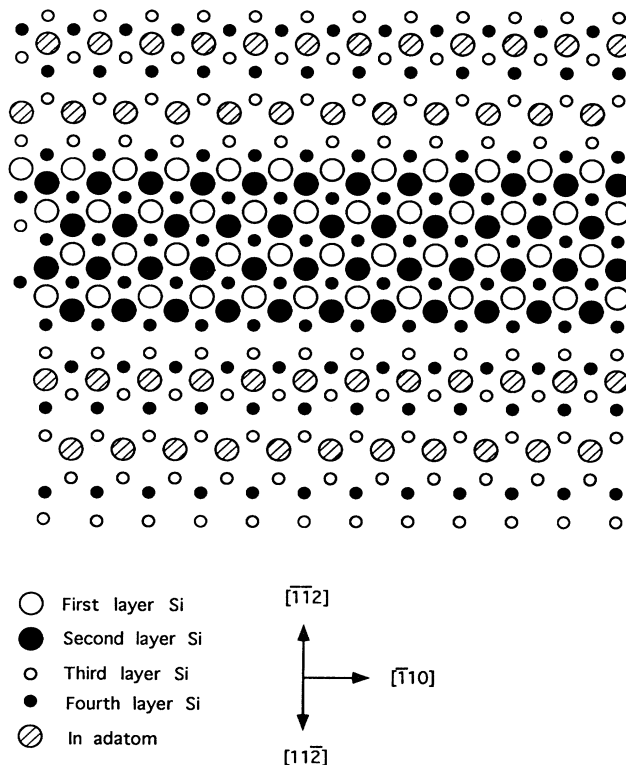 First layer Si
Second layer Si
Third layer Si
Fourth layer Si
In adatom
[1̅1̅2]
[1̅10]
[112̅]